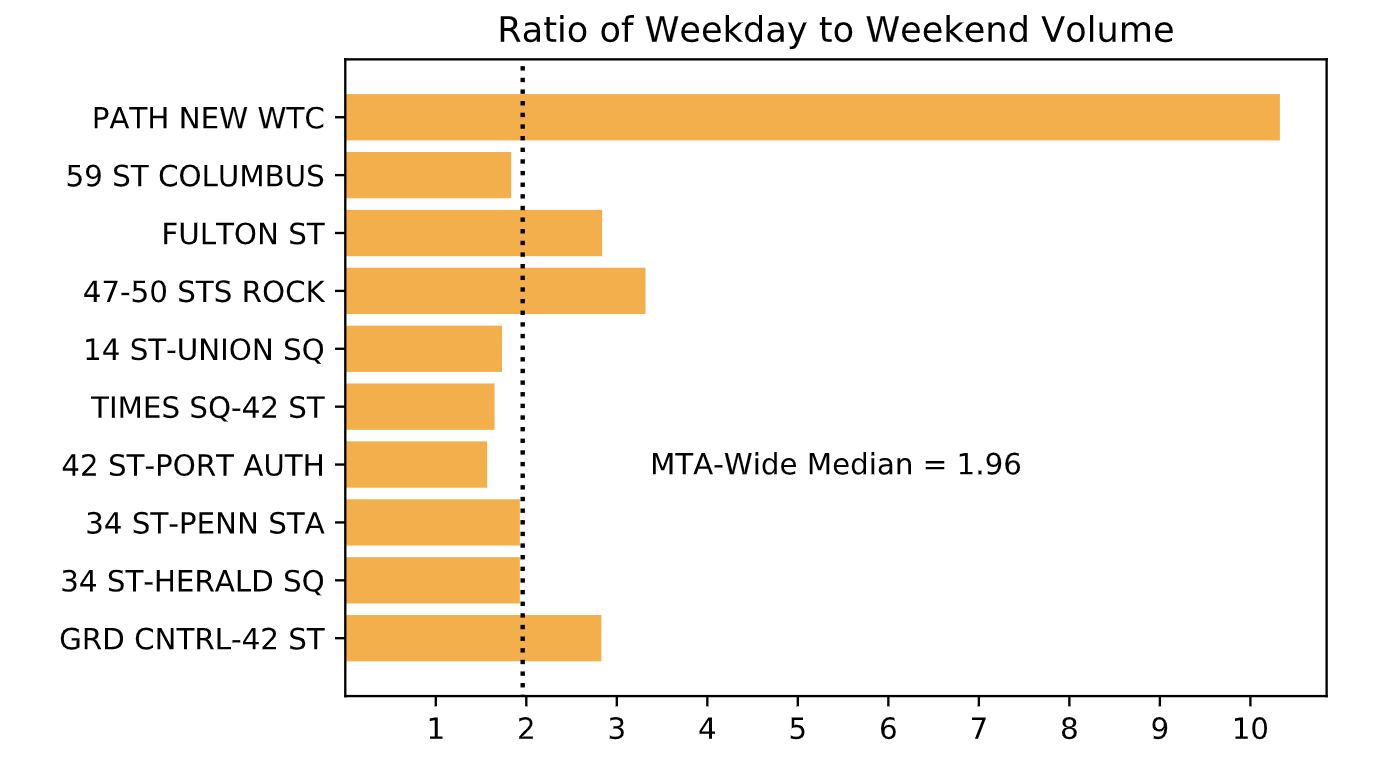 Ratio of Weekday to Weekend Volume
PATH NEW WTC
59 ST COLUMBUS
FULTON ST
47-50 STS ROCK
14 ST-UNION SQ
TIMES SQ-42 ST
42 ST-PORT AUTH
MTA-Wide Median = 1.96
34 ST-PENN STA
34 ST-HERALD SQ
GRD CNTRL-42 ST
1 2 3 4 5 6 7 8 9 10